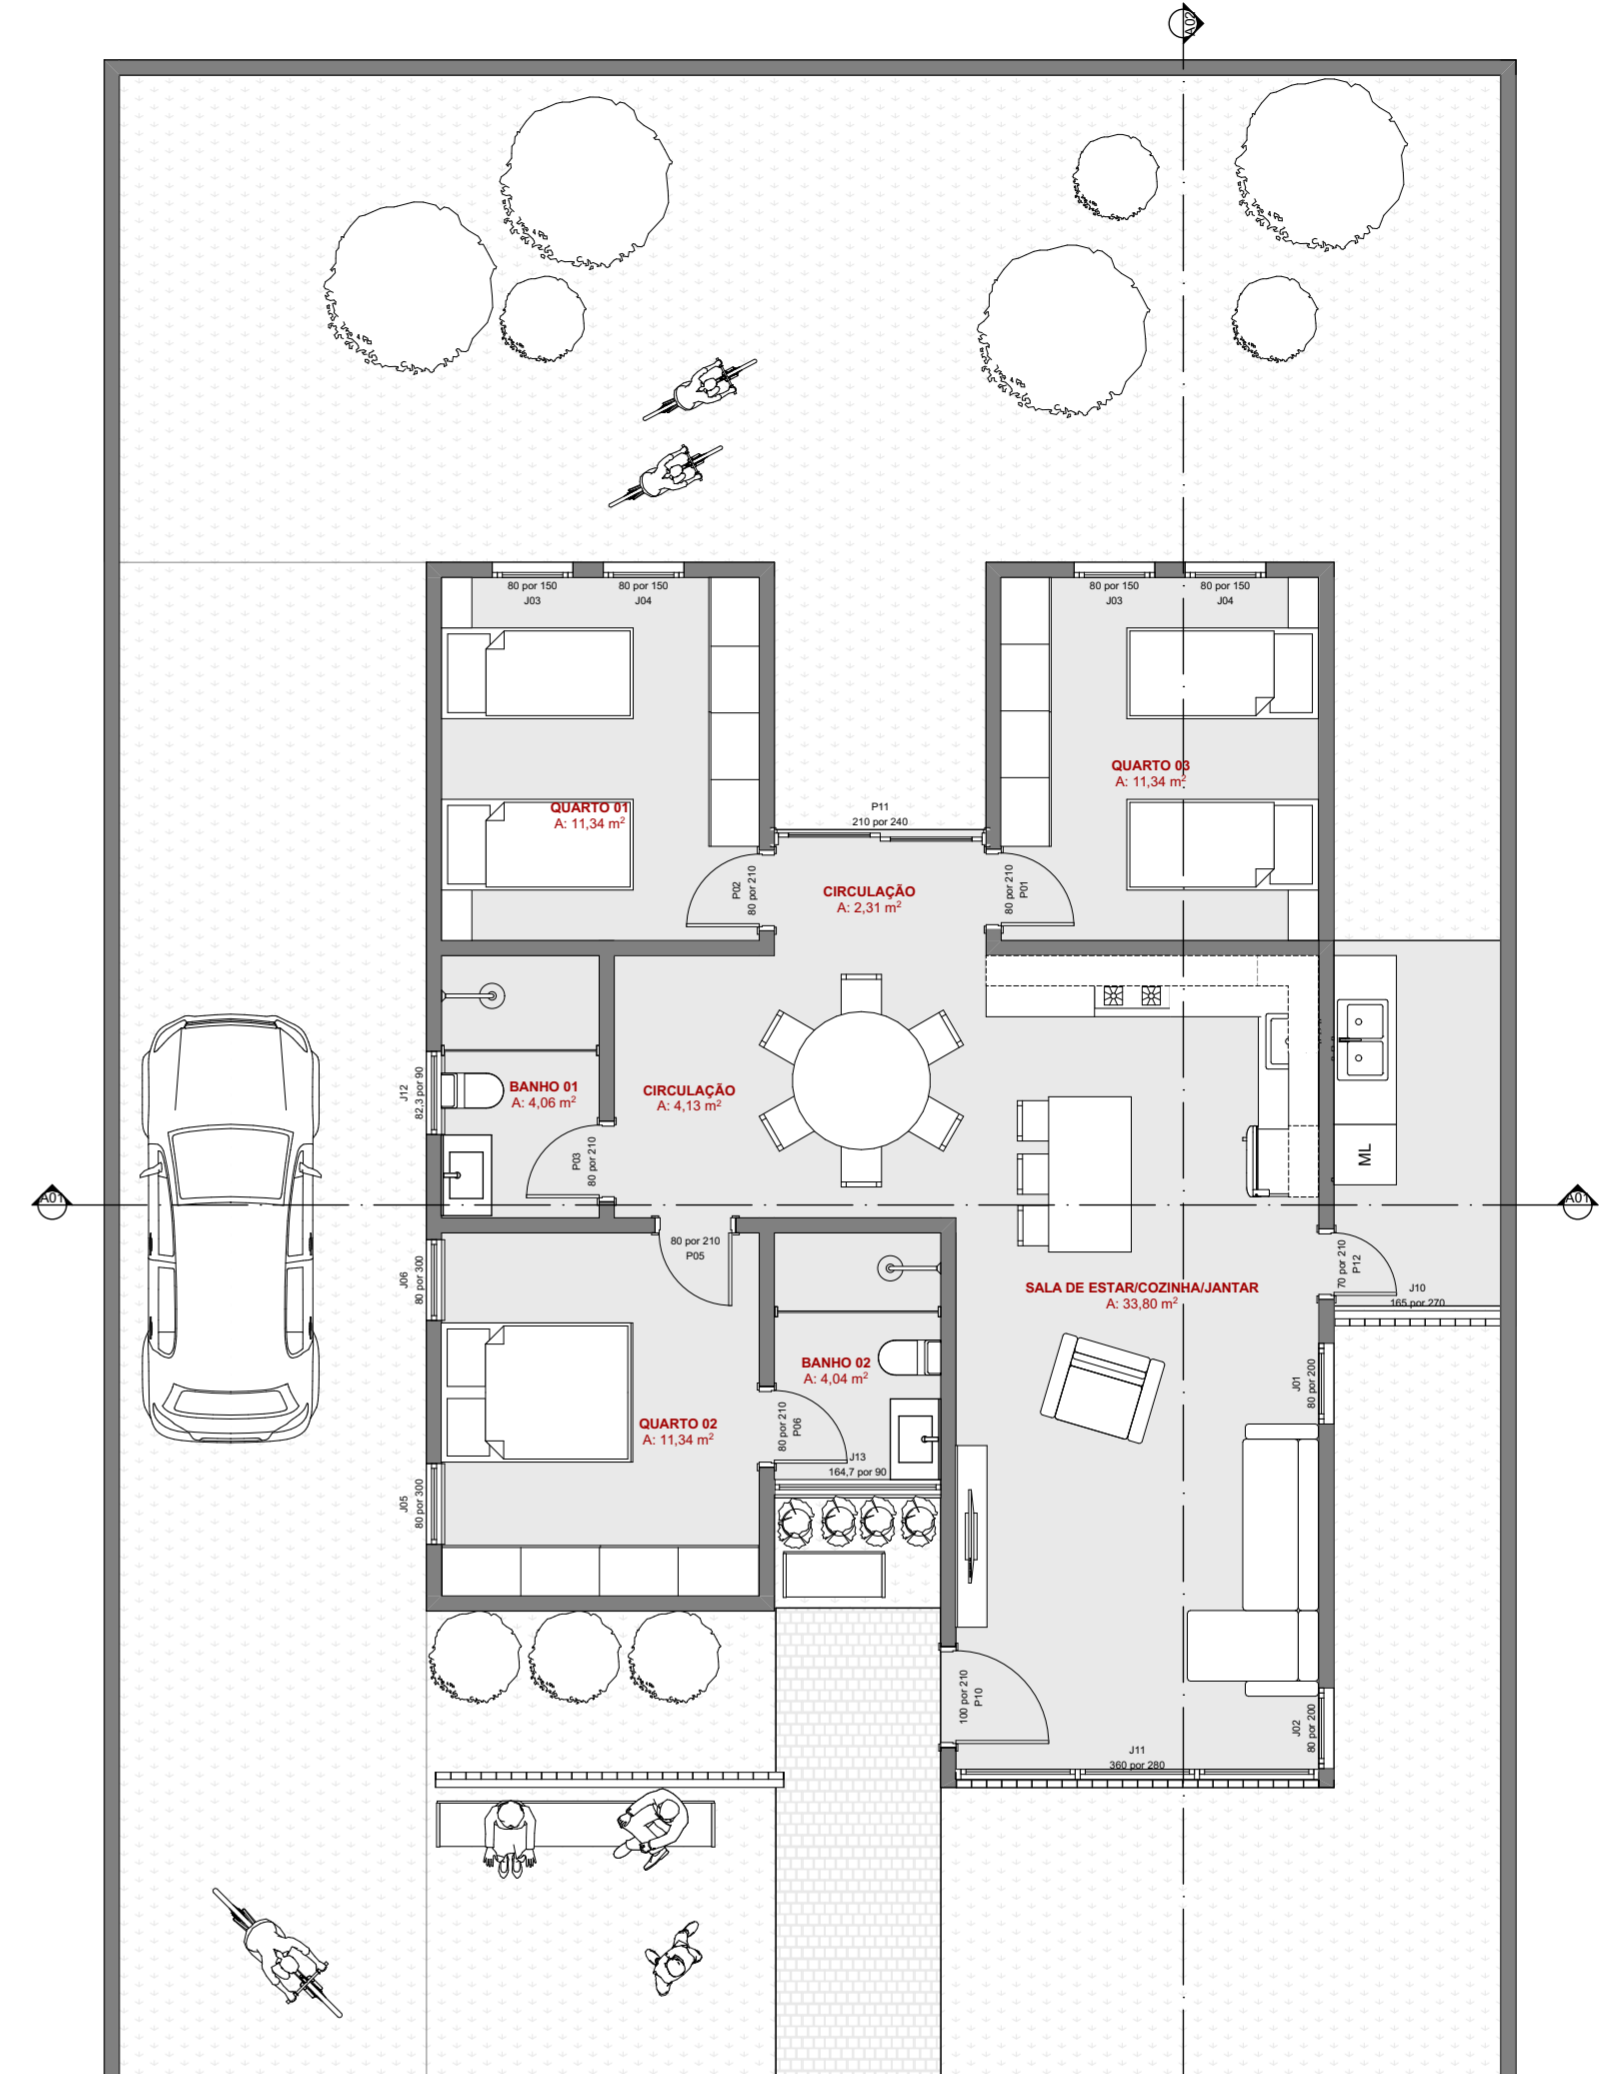 A02
80 por 150
J03
80 por 150
J04
80 por 150
J03
80 por 150
J04
QUARTO 01
A: 11,34 m²
QUARTO 03
A: 11,34 m²
P11
210 por 240
P02
80 por 210
CIRCULAÇÃO
A: 2,31 m²
80 por 210
P01
J12
82,3 por 90
BANHO 01
A: 4,06 m²
P03
80 por 210
CIRCULAÇÃO
A: 4,13 m²
ML
A01
A01
80 por 210
P05
J06
80 por 300
70 por 210
P12
J10
165 por 270
SALA DE ESTAR/COZINHA/JANTAR
A: 33,80 m²
BANHO 02
A: 4,04 m²
J01
80 por 200
QUARTO 02
A: 11,34 m²
80 por 210
P06
J13
164,7 por 90
J05
80 por 300
100 por 210
P10
J02
80 por 200
J11
360 por 280